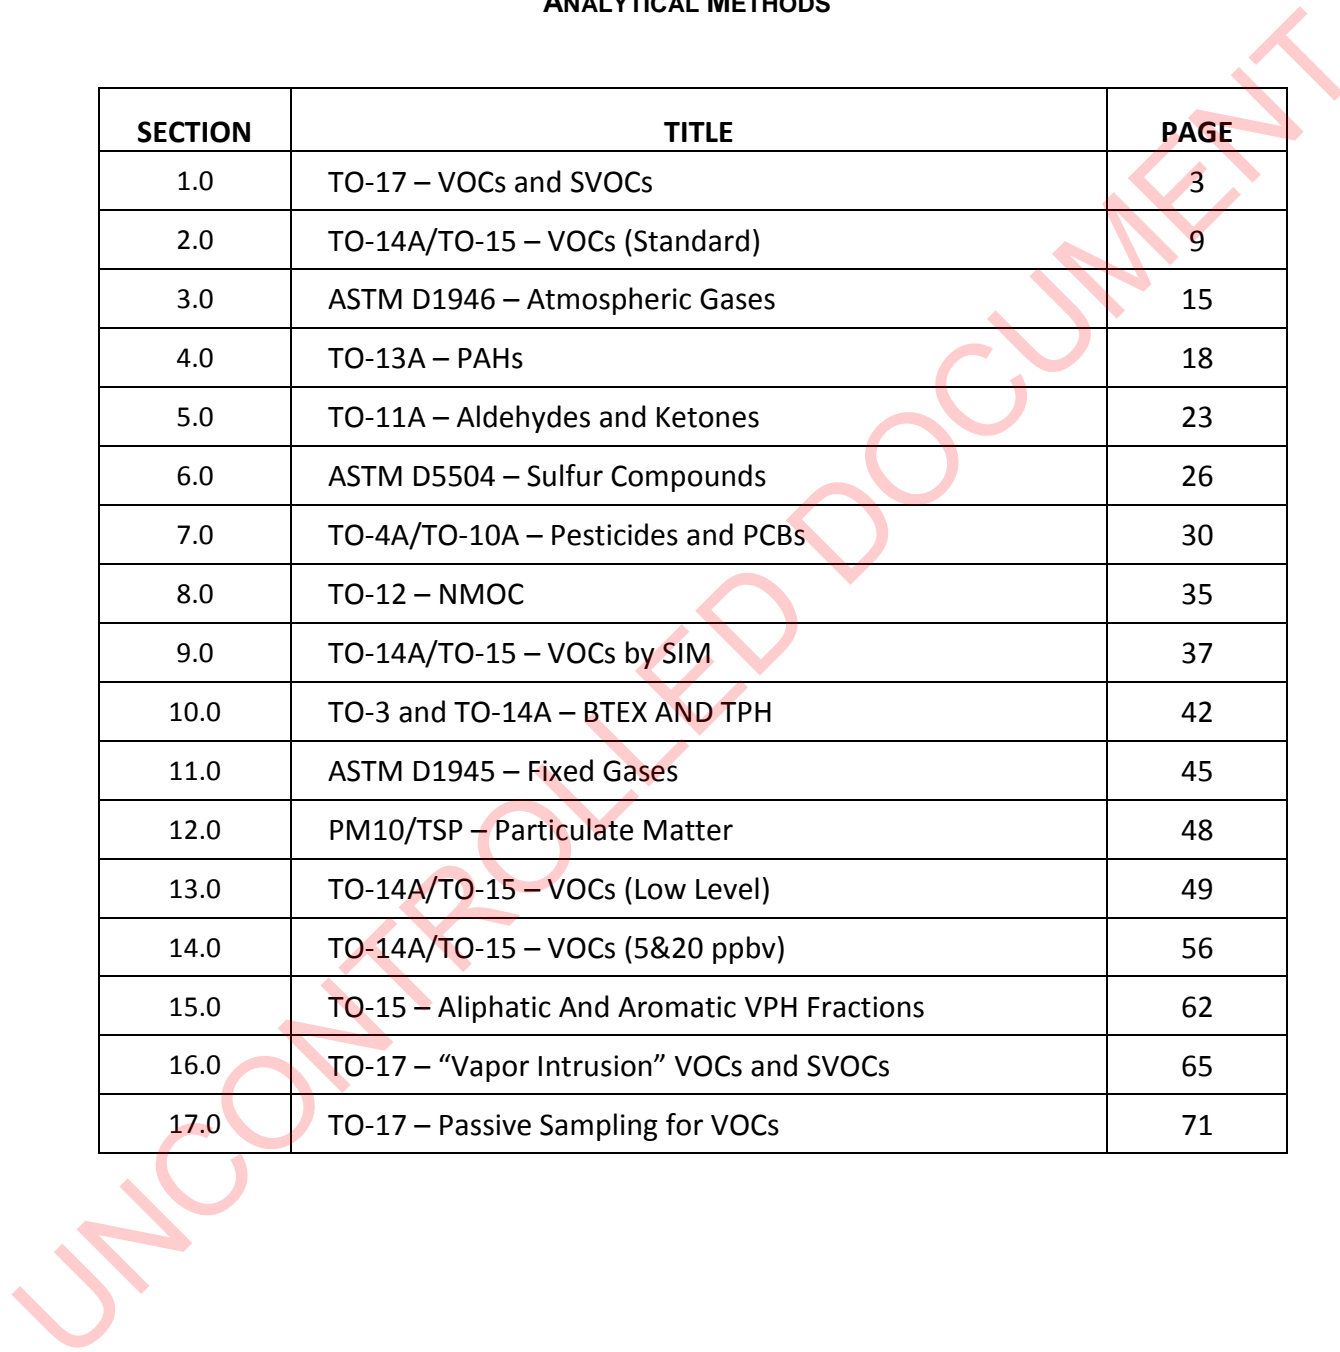 ANALYTICAL METHODS
SECTION TITLE PAGE
1.0 TO-17 – VOCs and SVOCs 3
2.0 TO-14A/TO-15 – VOCs (Standard) 9
3.0 ASTM D1946 – Atmospheric Gases 15
4.0 TO-13A – PAHs 18
5.0 TO-11A – Aldehydes and Ketones 23
6.0 ASTM D5504 – Sulfur Compounds 26
7.0 TO-4A/TO-10A – Pesticides and PCBs 30
8.0 TO-12 – NMOC 35
9.0 TO-14A/TO-15 – VOCs by SIM 37
10.0 TO-3 and TO-14A – BTEX AND TPH 42
11.0 ASTM D1945 – Fixed Gases 45
12.0 PM10/TSP – Particulate Matter 48
13.0 TO-14A/TO-15 – VOCs (Low Level) 49
14.0 TO-14A/TO-15 – VOCs (5&20 ppbv) 56
15.0 TO-15 – Aliphatic And Aromatic VPH Fractions 62
16.0 TO-17 – “Vapor Intrusion” VOCs and SVOCs 65
17.0 TO-17 – Passive Sampling for VOCs 71
UNCONTROLLED DOCUMENT